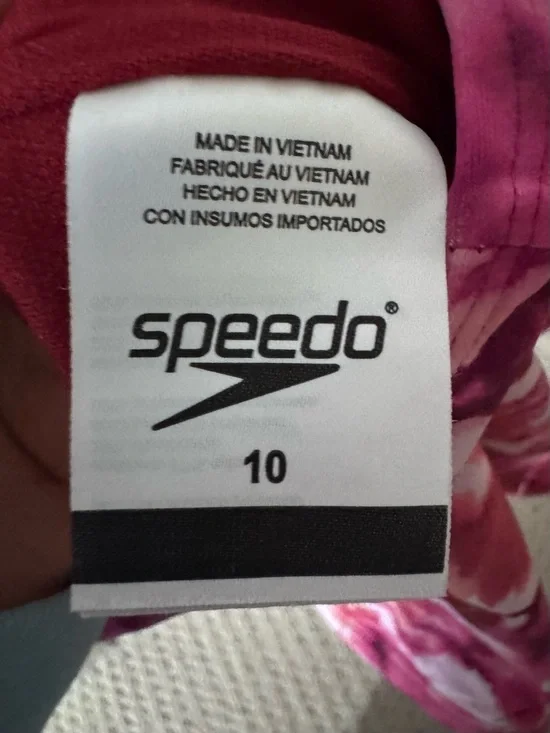 MADE IN VIETNAM
FABRIQUÉ AU VIETNAM
HECHO EN VIETNAM
CON INSUMOS IMPORTADOS
speedo®
10